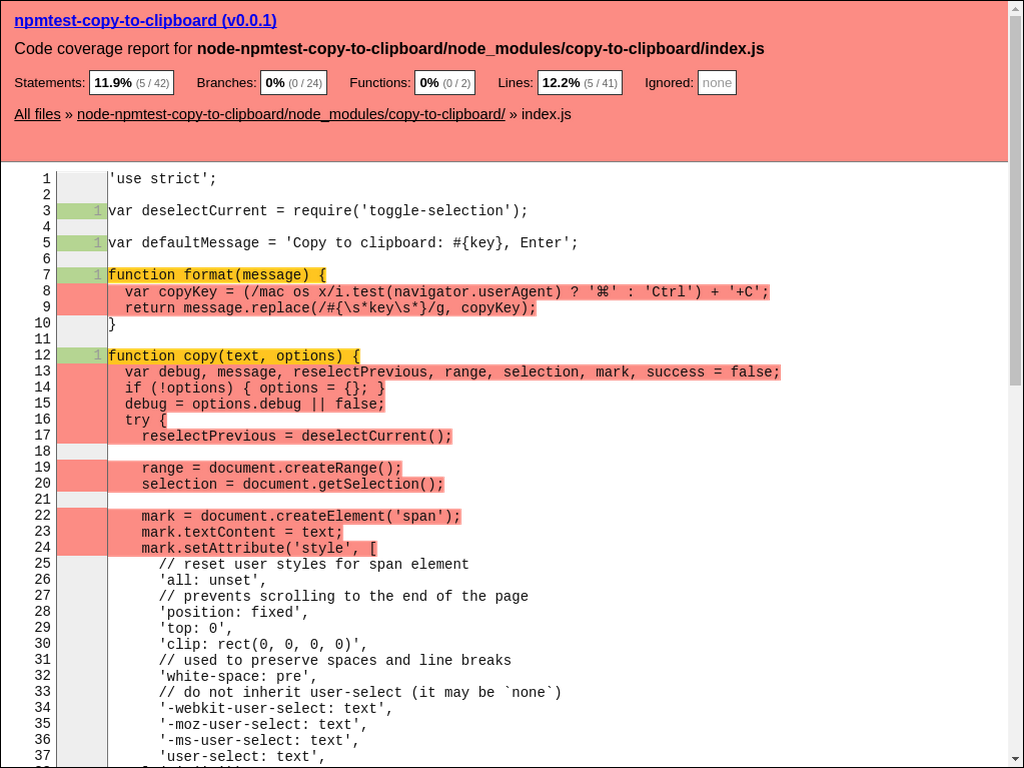 npmtest-copy-to-clipboard (v0.0.1)
Code coverage report for node-npmtest-copy-to-clipboard/node_modules/copy-to-clipboard/index.js
Statements: 11.9% (5 / 42) Branches: 0% (0 / 24) Functions: 0% (0 / 2) Lines: 12.2% (5 / 41) Ignored: none
All files » node-npmtest-copy-to-clipboard/node_modules/copy-to-clipboard/ » index.js
1 'use strict';
2
3 1 var deselectCurrent = require('toggle-selection');
4
5 1 var defaultMessage = 'Copy to clipboard: #{key}, Enter';
6
7 1 function format(message) {
8 var copyKey = (/mac os x/i.test(navigator.userAgent) ? '⌘' : 'Ctrl') + '+C';
9 return message.replace(/#{\s*key\s*}/g, copyKey);
10 }
11
12 1 function copy(text, options) {
13 var debug, message, reselectPrevious, range, selection, mark, success = false;
14 if (!options) { options = {}; }
15 debug = options.debug || false;
16 try {
17 reselectPrevious = deselectCurrent();
18
19 range = document.createRange();
20 selection = document.getSelection();
21
22 mark = document.createElement('span');
23 mark.textContent = text;
24 mark.setAttribute('style', [
25 // reset user styles for span element
26 'all: unset',
27 // prevents scrolling to the end of the page
28 'position: fixed',
29 'top: 0',
30 'clip: rect(0, 0, 0, 0)',
31 // used to preserve spaces and line breaks
32 'white-space: pre',
33 // do not inherit user-select (it may be `none`)
34 '-webkit-user-select: text',
35 '-moz-user-select: text',
36 '-ms-user-select: text',
37 'user-select: text',